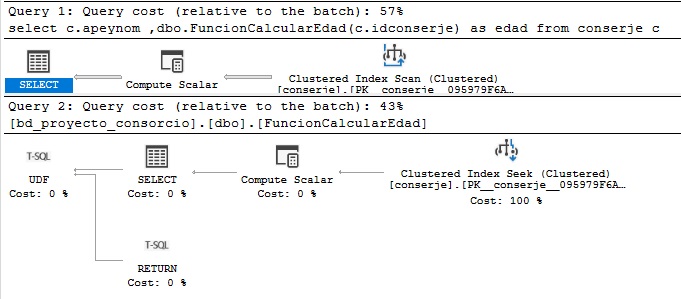 Query 1: Query cost (relative to the batch): 57%
select c.apeynom ,dbo.FuncionCalcularEdad(c.idconserje) as edad from conserje c
SELECT
Compute Scalar
Clustered Index Scan (Clustered)
[conserje].[PK__conserje__095979F6A…
Query 2: Query cost (relative to the batch): 43%
[bd_proyecto_consorcio].[dbo].[FuncionCalcularEdad]
T-SQL
UDF
Cost: 0 %
SELECT
Cost: 0 %
Compute Scalar
Cost: 0 %
Clustered Index Seek (Clustered)
[conserje].[PK__conserje__095979F6A…
Cost: 100 %
T-SQL
RETURN
Cost: 0 %